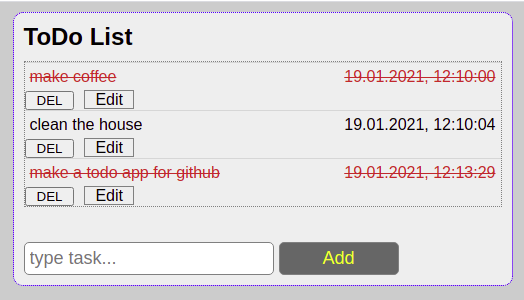 ToDo List
make coffee 19.01.2021, 12:10:00
DEL Edit
clean the house 19.01.2021, 12:10:04
DEL Edit
make a todo app for github 19.01.2021, 12:13:29
DEL Edit
type task... Add